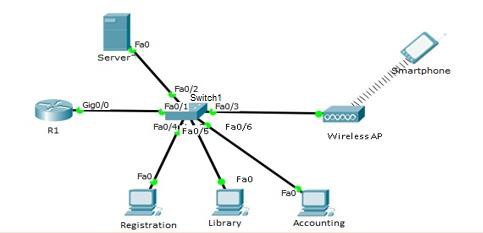 Fa0
Server
Smartphone
Fa0/2
Switch1
Gig0/0
Fa0/1
Fa0/3
R1
Fa0/4
Fa0/5
Fa0/6
Wireless AP
Fa0
Fa0
Fa0
Registration
Library
Accounting